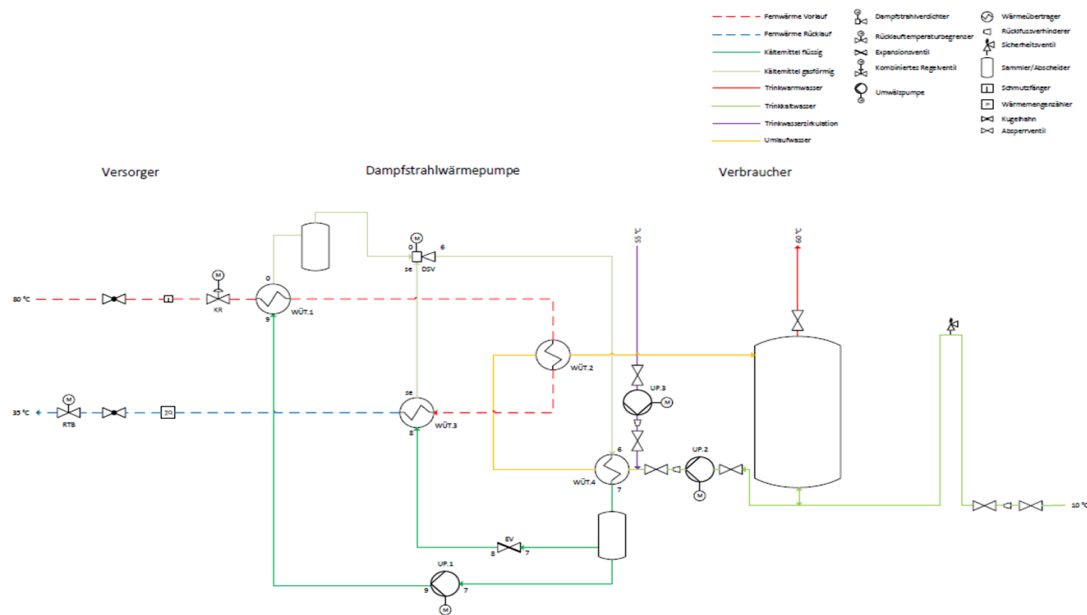 Fernwärme Vorlauf
Fernwärme Rücklauf
Kältemittel flüssig
Kältemittel gasförmig
Trinkwarmwasser
Trinkkaltwasser
Trinkwasserzirkulation
Umlaufwasser
M
Dampfstrahlverdichter
M
Rücklauftemperaturbegrenzer
Expansionsventil
M
Kombiniertes Regelventil
Umwälzpumpe
M
Wärmeübertrager
Rückflussverhinderer
Sicherheitsventil
Sammler/Abscheider
Schmutzfänger
Wärmemengenzähler
Kugelhahn
Absperrventil
Versorger
Dampfstrahlwärmepumpe
Verbraucher
M
0
6
se
DSV
55 °C
60 °C
M
0
80 °C
KR
9
WÜT.1
WÜT.2
UP.3
M
se
M
35 °C
RTB
8
WÜT.3
6
UP.2
WÜT.4
7
M
10 °C
EV
8
7
UP.1
9
7
M